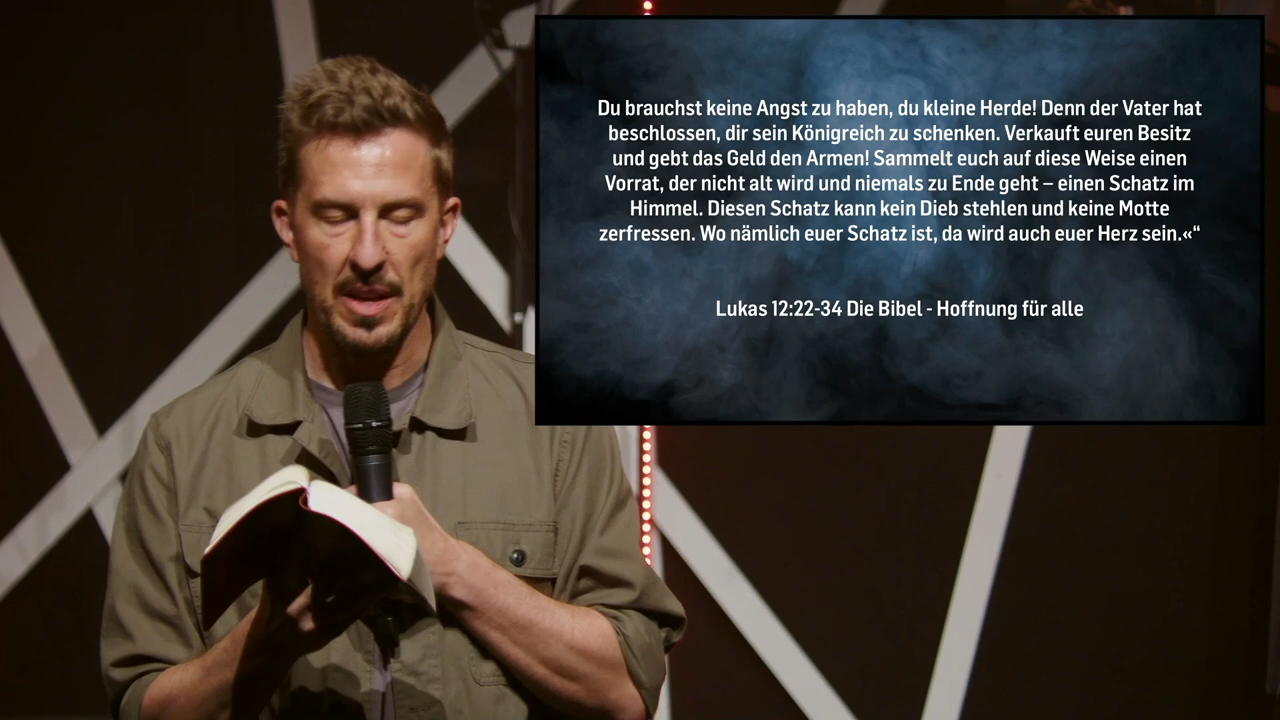 Du brauchst keine Angst zu haben, du kleine Herde! Denn der Vater hat
beschlossen, dir sein Königreich zu schenken. Verkauft euren Besitz
und gebt das Geld den Armen! Sammelt euch auf diese Weise einen
Vorrat, der nicht alt wird und niemals zu Ende geht – einen Schatz im
Himmel. Diesen Schatz kann kein Dieb stehlen und keine Motte
zerfressen. Wo nämlich euer Schatz ist, da wird auch euer Herz sein.«“
Lukas 12:22-34 Die Bibel - Hoffnung für alle